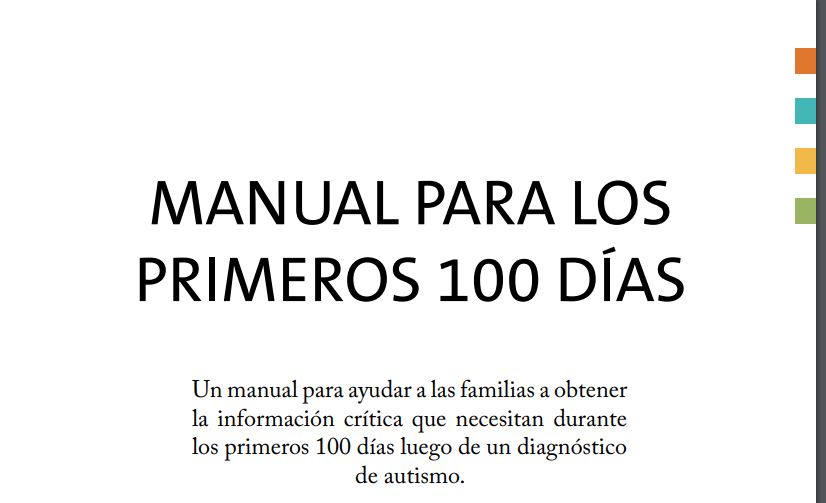 MANUAL PARA LOS
PRIMEROS 100 DÍAS
Un manual para ayudar a las familias a obtener
la información crítica que necesitan durante
los primeros 100 días luego de un diagnóstico
de autismo.